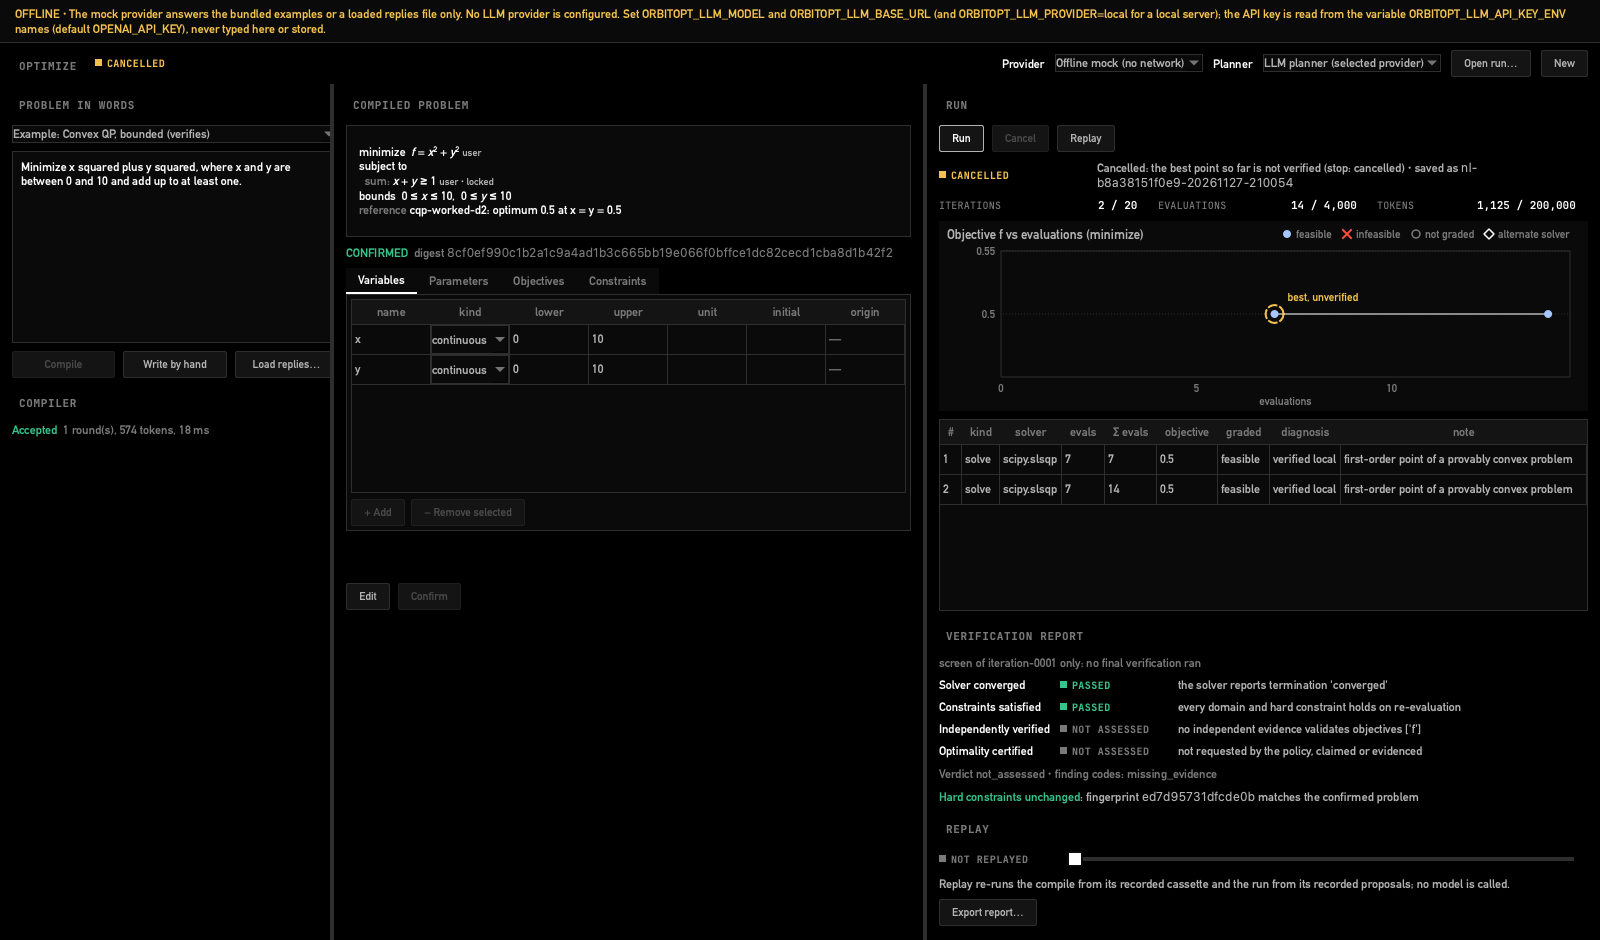 OFFLINE • The mock provider answers the bundled examples or a loaded replies file only. No LLM provider is configured. Set ORBITOPT_LLM_MODEL and ORBITOPT_LLM_BASE_URL (and ORBITOPT_LLM_PROVIDER=local for a local server); the API key is read from the variable ORBITOPT_LLM_API_KEY_ENV
names (default OPENAI_API_KEY), never typed here or stored.
OPTIMIZE CANCELLED Provider Offline mock (no network) Planner LLM planner (selected provider) Open run... New
PROBLEM IN WORDS
Example: Convex QP, bounded (verifies)
Minimize x squared plus y squared, where x and y are
between 0 and 10 and add up to at least one.
Compile Write by hand Load replies...
COMPILER
Accepted 1 round(s), 574 tokens, 18 ms
COMPILED PROBLEM
minimize f = x² + y² user
subject to
sum: x + y ≥ 1 user · locked
bounds 0 ≤ x ≤ 10, 0 ≤ y ≤ 10
reference cqp-worked-d2: optimum 0.5 at x = y = 0.5
CONFIRMED digest 8cf0ef990c1b2a1c9a4ad1b3c665bb19e066f0bffce1dc82cecd1cba8d1b42f2
Variables Parameters Objectives Constraints
name kind lower upper unit initial origin
x continuous 0 10 —
y continuous 0 10 —
+ Add – Remove selected
Edit Confirm
RUN
Run Cancel Replay
CANCELLED Cancelled: the best point so far is not verified (stop: cancelled) · saved as nl-
b8a38151f0e9-20261127-210054
ITERATIONS 2 / 20 EVALUATIONS 14 / 4,000 TOKENS 1,125 / 200,000
Objective f vs evaluations (minimize) feasible infeasible not graded alternate solver
0.55
best, unverified
0.5
0 5 10
evaluations
# kind solver evals Σ evals objective graded diagnosis note
1 solve scipy.slsqp 7 7 0.5 feasible verified local first-order point of a provably convex problem
2 solve scipy.slsqp 7 14 0.5 feasible verified local first-order point of a provably convex problem
VERIFICATION REPORT
screen of iteration-0001 only: no final verification ran
Solver converged PASSED the solver reports termination 'converged'
Constraints satisfied PASSED every domain and hard constraint holds on re-evaluation
Independently verified NOT ASSESSED no independent evidence validates objectives ['f']
Optimality certified NOT ASSESSED not requested by the policy, claimed or evidenced
Verdict not_assessed · finding codes: missing_evidence
Hard constraints unchanged: fingerprint ed7d95731dfcde0b matches the confirmed problem
REPLAY
NOT REPLAYED
Replay re-runs the compile from its recorded cassette and the run from its recorded proposals; no model is called.
Export report...